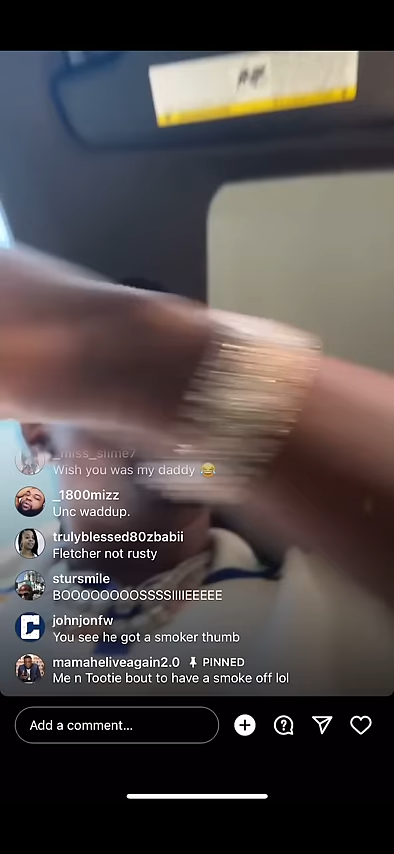 _miss_slime7
Wish you was my daddy 😂
_1800mizz
Unc waddup.
trulyblessed80zbabii
Fletcher not rusty
stursmile
BOOOOOOOOSSSSIIIIEEEEE
johnjonfw
You see he got a smoker thumb
mamaheliveagain2.0 PINNED
Me n Tootie bout to have a smoke off lol
Add a comment...